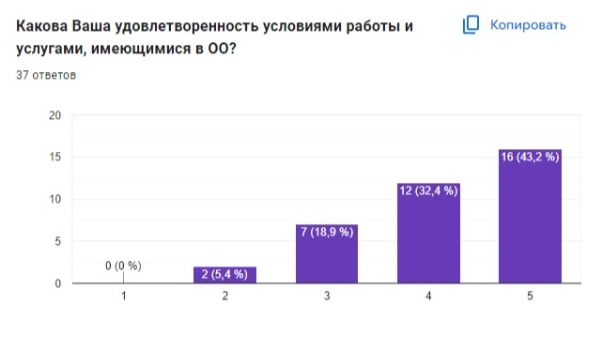 Какова Ваша удовлетворенность условиями работы и
услугами, имеющимися в ОО?
Копировать
37 ответов
20
15
10
5
0
0 (0 %)
2 (5,4 %)
7 (18,9 %)
12 (32,4 %)
16 (43,2 %)
1
2
3
4
5